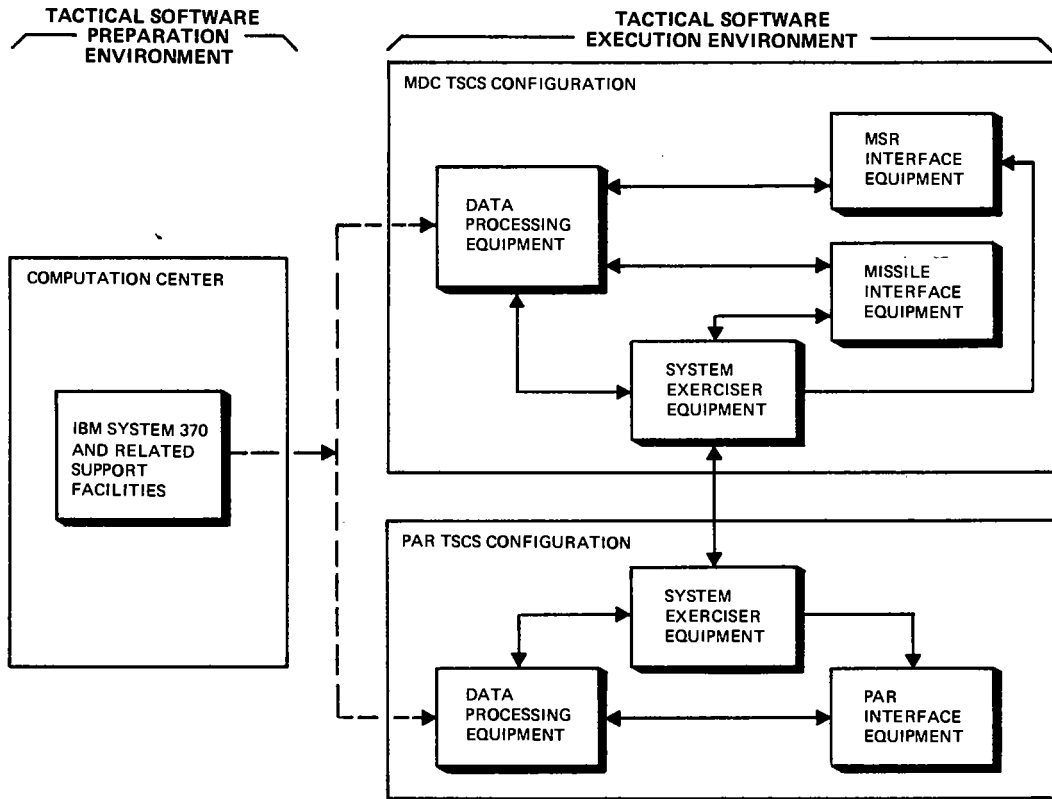 TACTICAL SOFTWARE
PREPARATION
ENVIRONMENT
TACTICAL SOFTWARE
EXECUTION ENVIRONMENT
COMPUTATION CENTER
IBM SYSTEM 370
AND RELATED
SUPPORT
FACILITIES
MDC TSCS CONFIGURATION
DATA
PROCESSING
EQUIPMENT
MSR
INTERFACE
EQUIPMENT
MISSILE
INTERFACE
EQUIPMENT
SYSTEM
EXERCISER
EQUIPMENT
PAR TSCS CONFIGURATION
SYSTEM
EXERCISER
EQUIPMENT
DATA
PROCESSING
EQUIPMENT
PAR
INTERFACE
EQUIPMENT